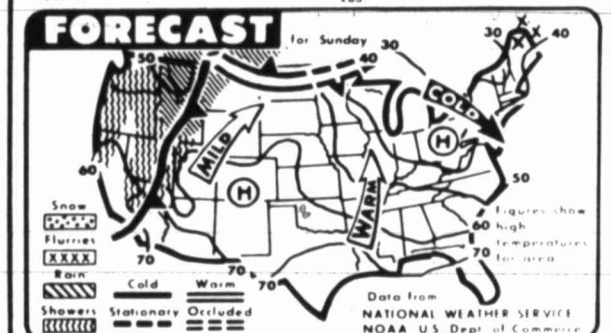 FORECAST
for Sunday
30
30
40
50
40
COLD
MILD
H
H
60
WARM
50
Snow
Flurries
XXXX
Rain
Showers
70
70
70
60
70
Figures show
high
temperatures
for area
Cold Warm
Stationary Occluded
Data from
NATIONAL WEATHER SERVICE
NOAA U S Dept of Commerce